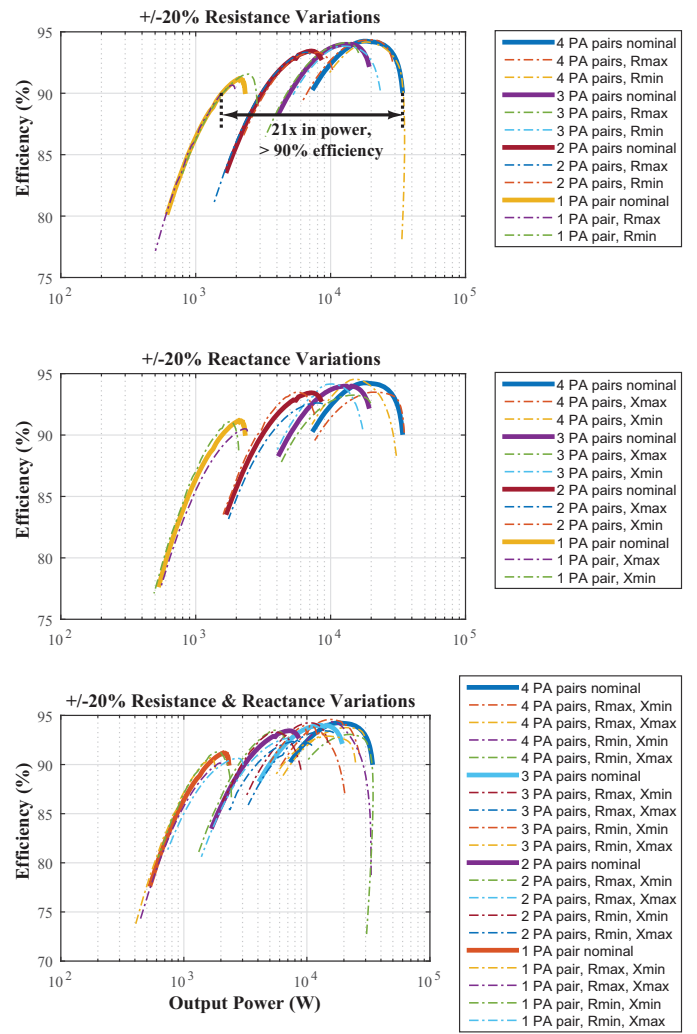 +/-20% Resistance Variations
Efficiency (%)
95
90
85
80
75
21x in power,
> 90% efficiency
10^2
10^3
10^4
10^5
4 PA pairs nominal
4 PA pairs, Rmax
4 PA pairs, Rmin
3 PA pairs nominal
3 PA pairs, Rmax
3 PA pairs, Rmin
2 PA pairs nominal
2 PA pairs, Rmax
2 PA pairs, Rmin
1 PA pair nominal
1 PA pair, Rmax
1 PA pair, Rmin
+/-20% Reactance Variations
Efficiency (%)
95
90
85
80
75
10^2
10^3
10^4
10^5
4 PA pairs nominal
4 PA pairs, Xmax
4 PA pairs, Xmin
3 PA pairs nominal
3 PA pairs, Xmax
3 PA pairs, Xmin
2 PA pairs nominal
2 PA pairs, Xmax
2 PA pairs, Xmin
1 PA pair nominal
1 PA pair, Xmax
1 PA pair, Xmin
+/-20% Resistance & Reactance Variations
Efficiency (%)
95
90
85
80
75
70
10^2
10^3
10^4
10^5
Output Power (W)
4 PA pairs nominal
4 PA pairs, Rmax, Xmin
4 PA pairs, Rmax, Xmax
4 PA pairs, Rmin, Xmin
4 PA pairs, Rmin, Xmax
3 PA pairs nominal
3 PA pairs, Rmax, Xmin
3 PA pairs, Rmax, Xmax
3 PA pairs, Rmin, Xmin
3 PA pairs, Rmin, Xmax
2 PA pairs nominal
2 PA pairs, Rmax, Xmin
2 PA pairs, Rmax, Xmax
2 PA pairs, Rmin, Xmin
2 PA pairs, Rmin, Xmax
1 PA pair nominal
1 PA pair, Rmax, Xmin
1 PA pair, Rmax, Xmax
1 PA pair, Rmin, Xmin
1 PA pair, Rmin, Xmax